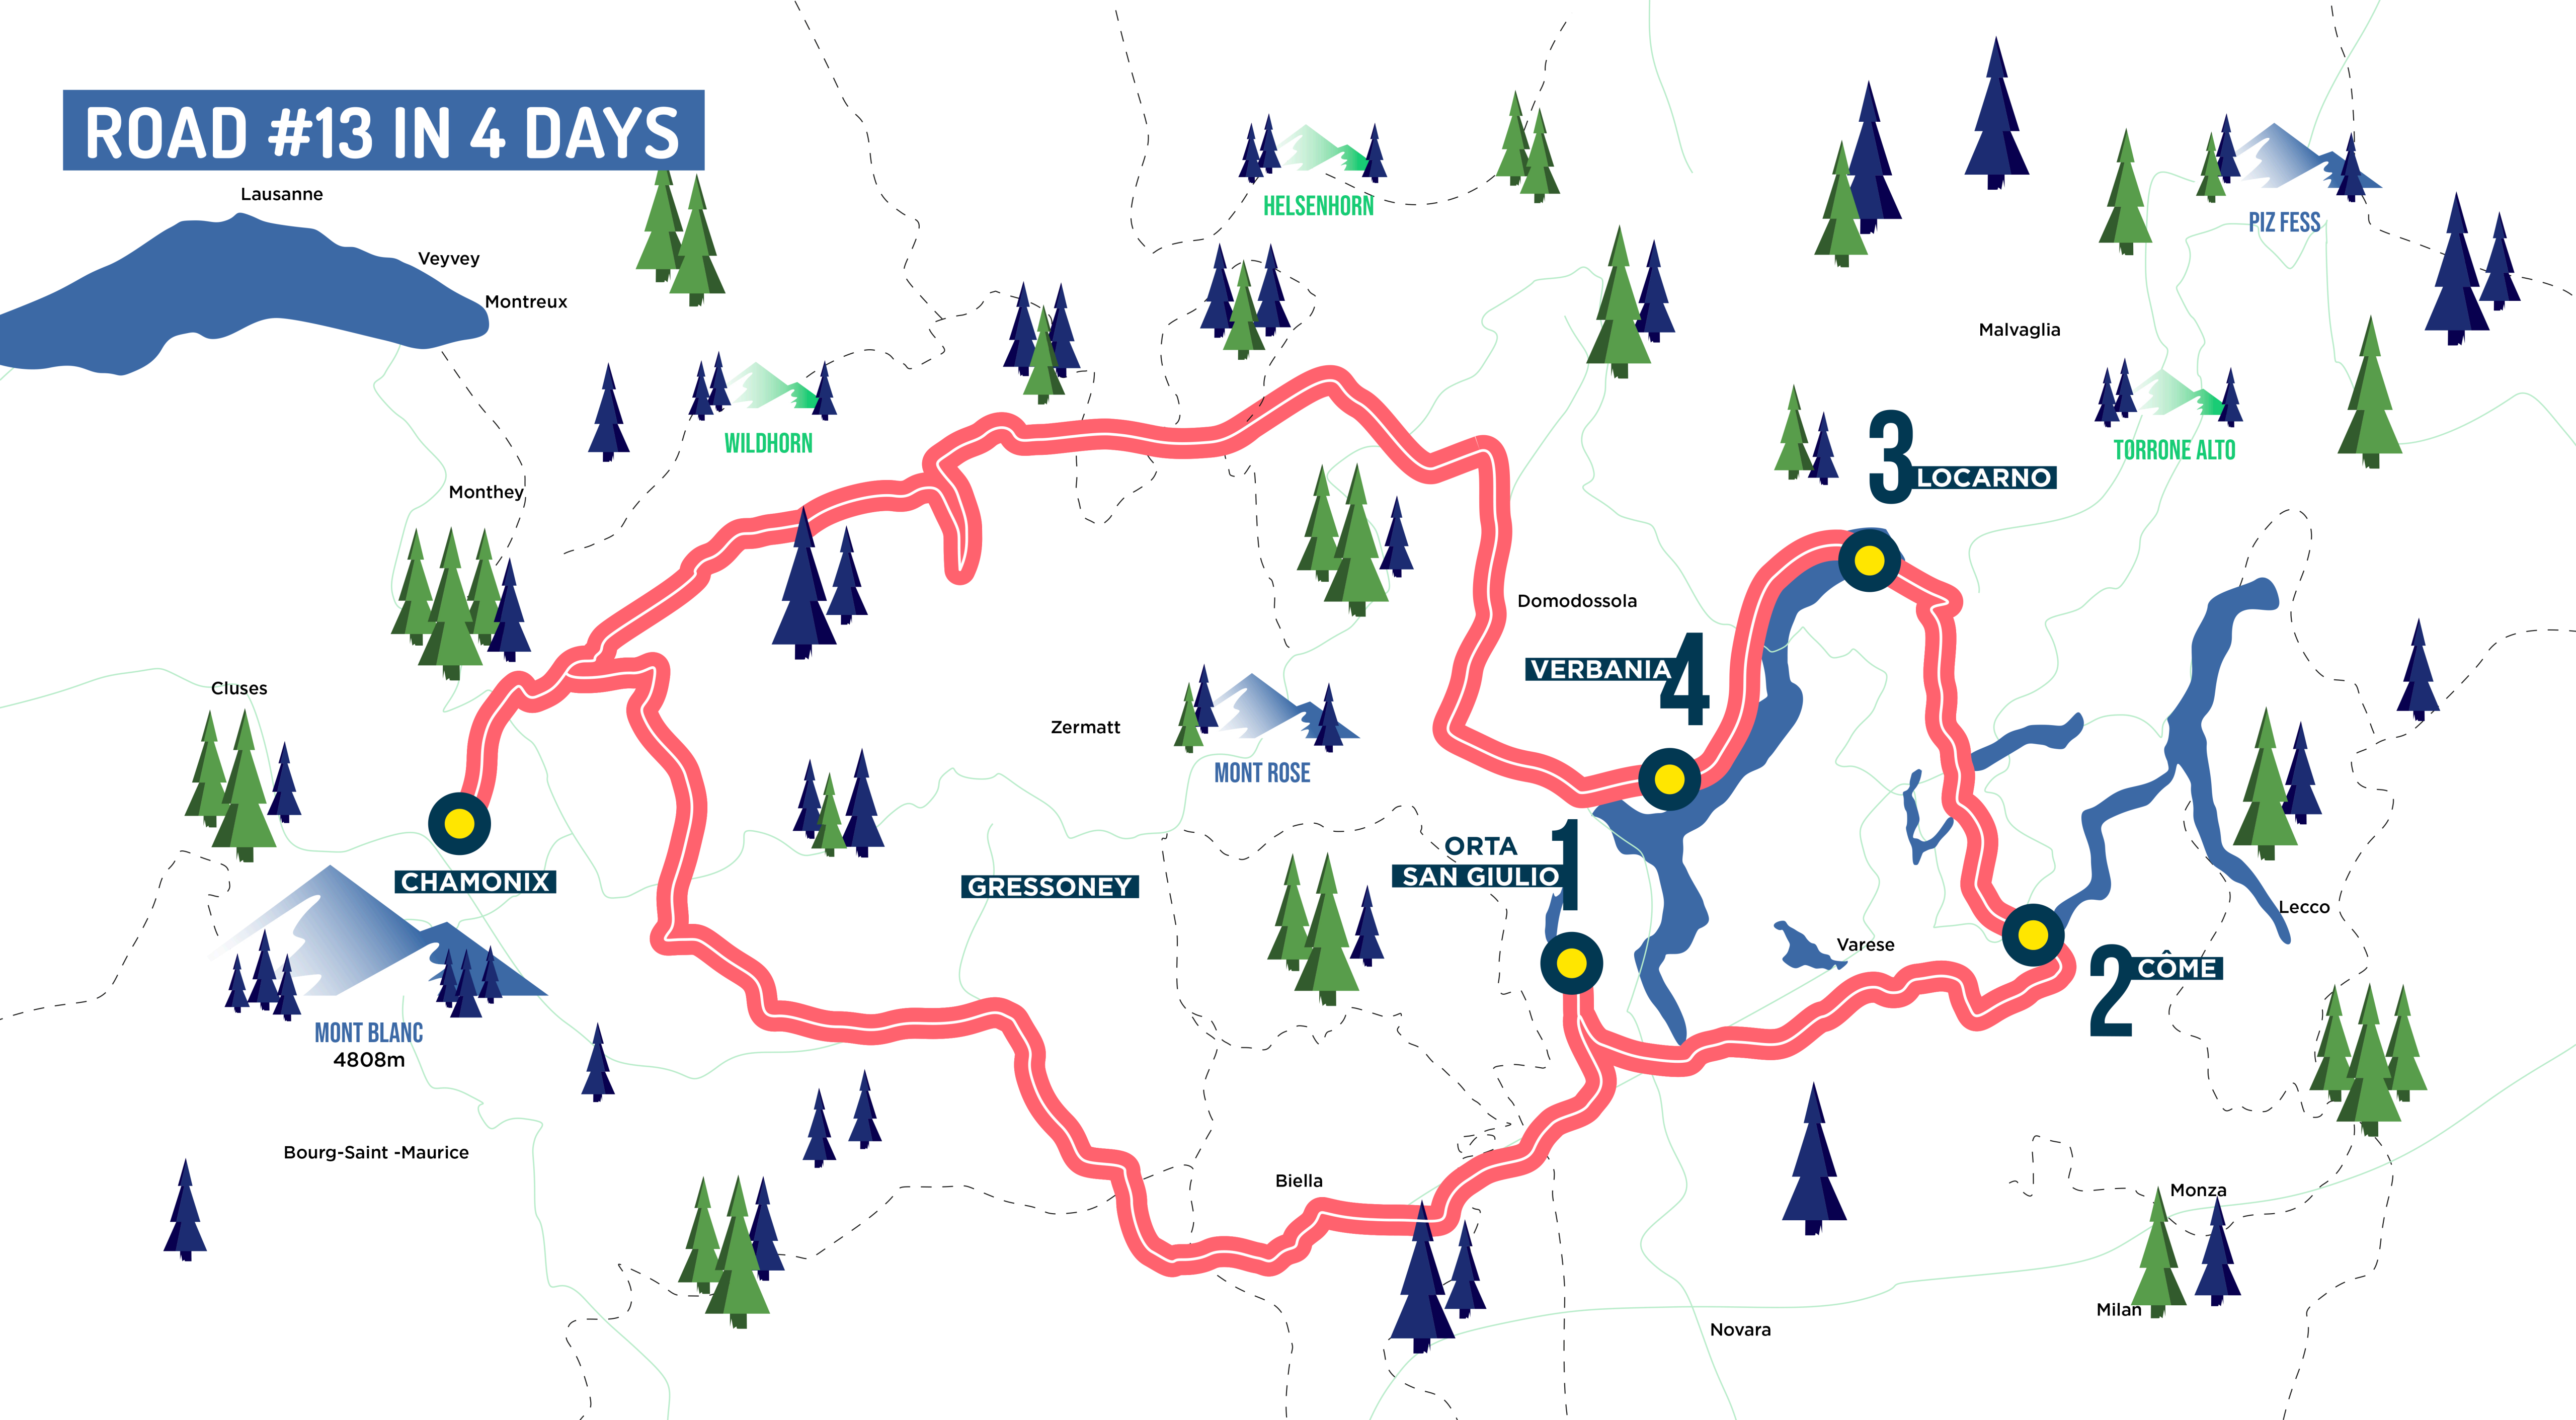 ROAD #13 IN 4 DAYS
Lausanne
Veyvey
Montreux
HELSENHORN
PIZ FESS
Malvaglia
WILDHORN
TORRONE ALTO
3
LOCARNO
Monthey
Domodossola
VERBANIA 4
Cluses
Zermatt
MONT ROSE
ORTA
SAN GIULIO 1
CHAMONIX
GRESSONEY
Lecco
Varese
2 CÔME
MONT BLANC
4808m
Bourg-Saint -Maurice
Biella
Monza
Milan
Novara